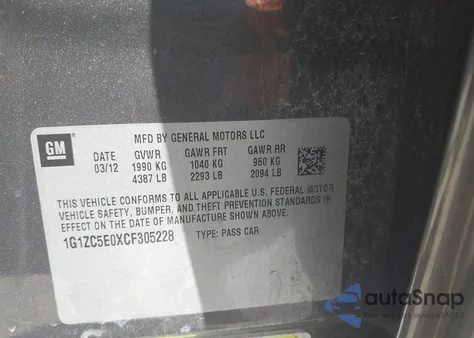 GM
MFD BY GENERAL MOTORS LLC
DATE GVWR GAWR FRT GAWR RR
03/12 1990 KG 1040 KG 950 KG
4387 LB 2293 LB 2094 LB
THIS VEHICLE CONFORMS TO ALL APPLICABLE U.S. FEDERAL MOTOR
VEHICLE SAFETY, BUMPER, AND THEFT PREVENTION STANDARDS IN
EFFECT ON THE DATE OF MANUFACTURE SHOWN ABOVE.
1G1ZC5E0XCF305228 TYPE: PASS CAR
autoSnap